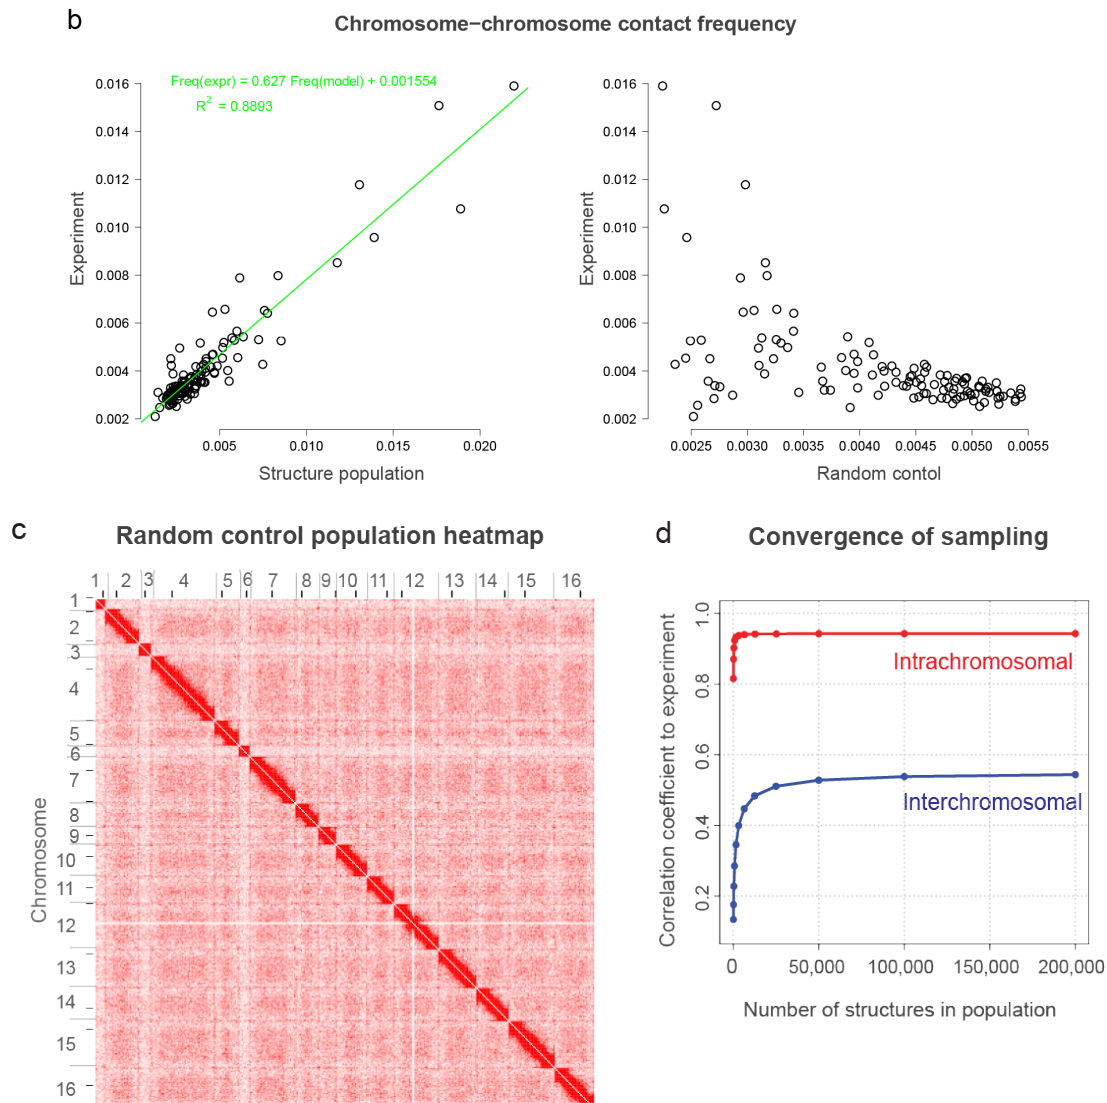 b
Chromosome−chromosome contact frequency
Freq(expr) = 0.627 Freq(model) + 0.001554
R2 = 0.8893
0.016
0.014
0.012
0.010
0.008
0.006
0.004
0.002
Experiment
0.005 0.010 0.015 0.020
Structure population
0.016
0.014
0.012
0.010
0.008
0.006
0.004
0.002
Experiment
0.0025 0.0030 0.0035 0.0040 0.0045 0.0050 0.0055
Random contol
c
Random control population heatmap
1 2 3 4 5 6 7 8 9 10 11 12 13 14 15 16
1
2
3
4
5
6
7
8
9
10
11
12
13
14
15
16
Chromosome
d
Convergence of sampling
1.0
0.8
0.6
0.4
0.2
Correlation coefficient to experiment
Intrachromosomal
Interchromosomal
0 50,000 100,000 150,000 200,000
Number of structures in population